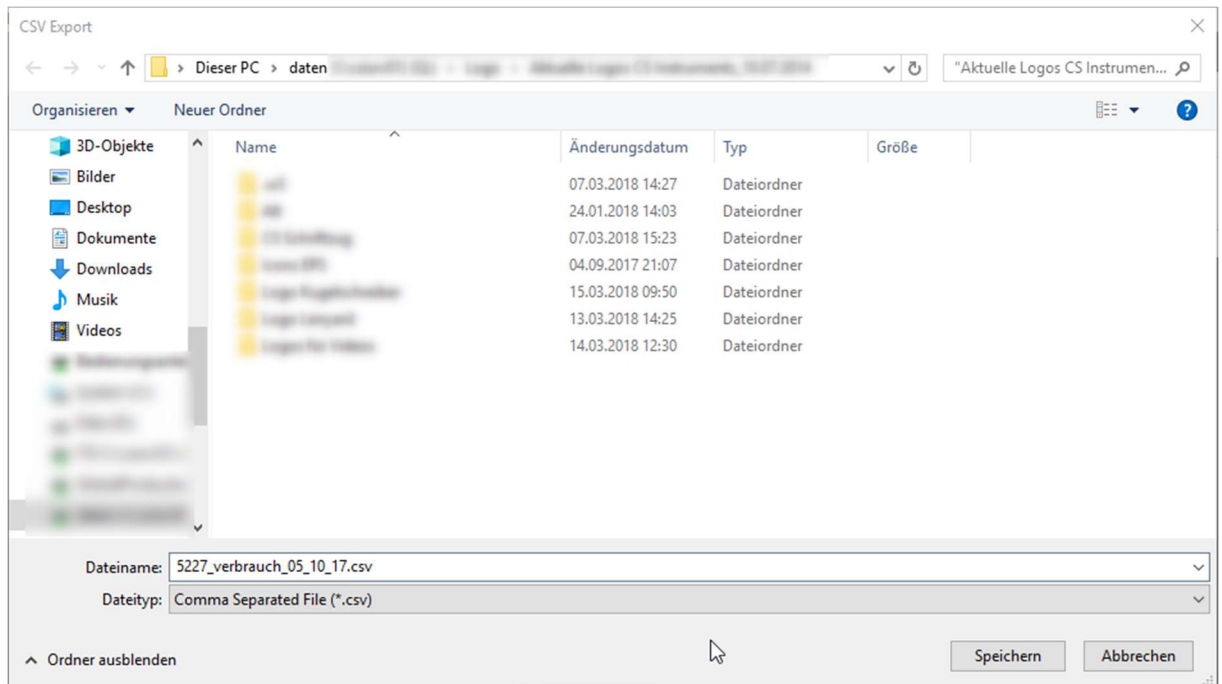 CSV Export
Dieser PC > daten
"Aktuelle Logos CS Instrumen...
Organisieren Neuer Ordner
Name Änderungsdatum Typ Größe
3D-Objekte
Bilder
Desktop
Dokumente
Downloads
Musik
Videos
07.03.2018 14:27 Dateiordner
24.01.2018 14:03 Dateiordner
07.03.2018 15:23 Dateiordner
04.09.2017 21:07 Dateiordner
15.03.2018 09:50 Dateiordner
13.03.2018 14:25 Dateiordner
14.03.2018 12:30 Dateiordner
Dateiname: 5227_verbrauch_05_10_17.csv
Dateityp: Comma Separated File (*.csv)
Ordner ausblenden
Speichern Abbrechen